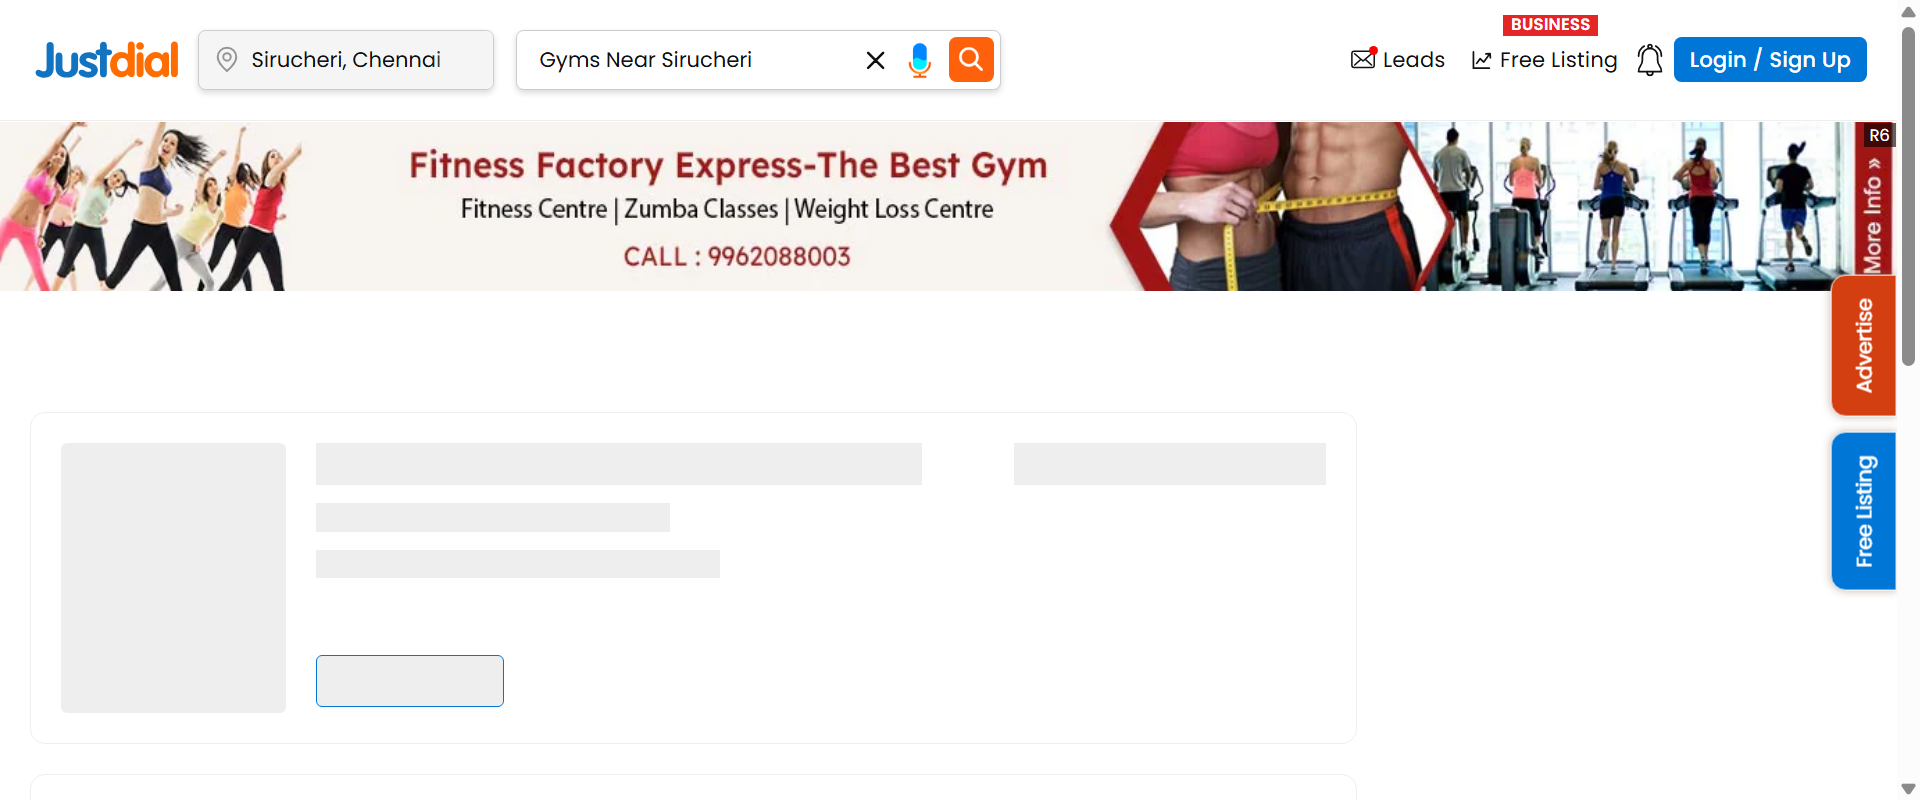 Justdial
Sirucheri, Chennai
Gyms Near Sirucheri
Leads
BUSINESS
Free Listing
Login / Sign Up
Fitness Factory Express-The Best Gym
Fitness Centre | Zumba Classes | Weight Loss Centre
CALL : 9962088003
R6
More Info »
Advertise
Free Listing